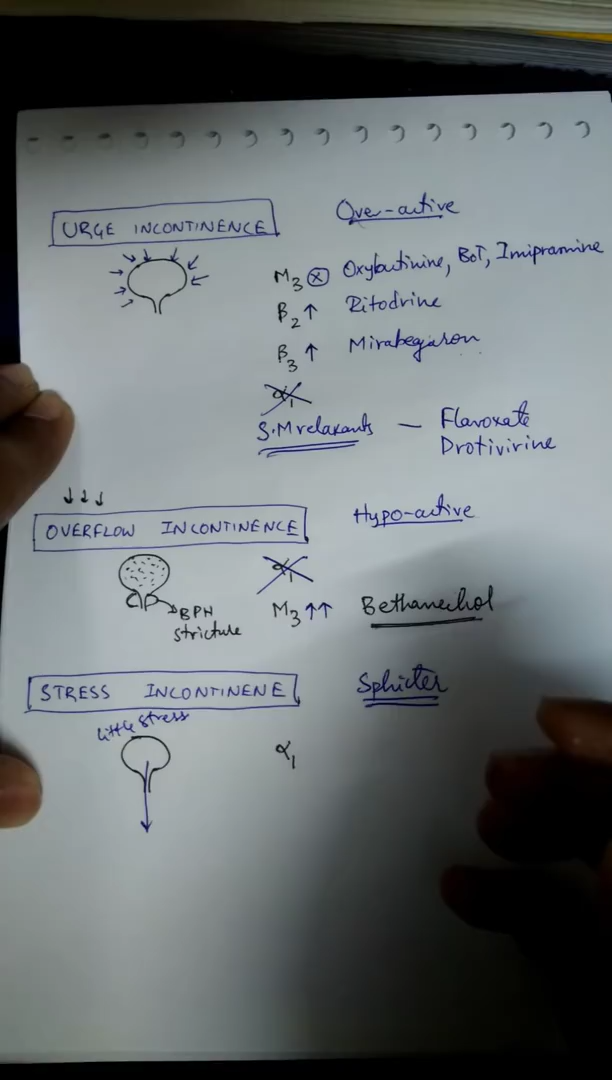 URGE INCONTINENCE
Over-active
M3 ⓧ Oxybutinine, BoT, Imipramine
β2 ↑ Ritodrine
β3 ↑ Mirabegaron
α1
S.M relaxants — Flavoxate
Drotivirine
↓ ↓ ↓
OVERFLOW INCONTINENCE
Hypo-active
α1
BPH
stricture
M3 ↑↑ Bethanechol
STRESS INCONTINENE
Sphicter
Little stress
α1